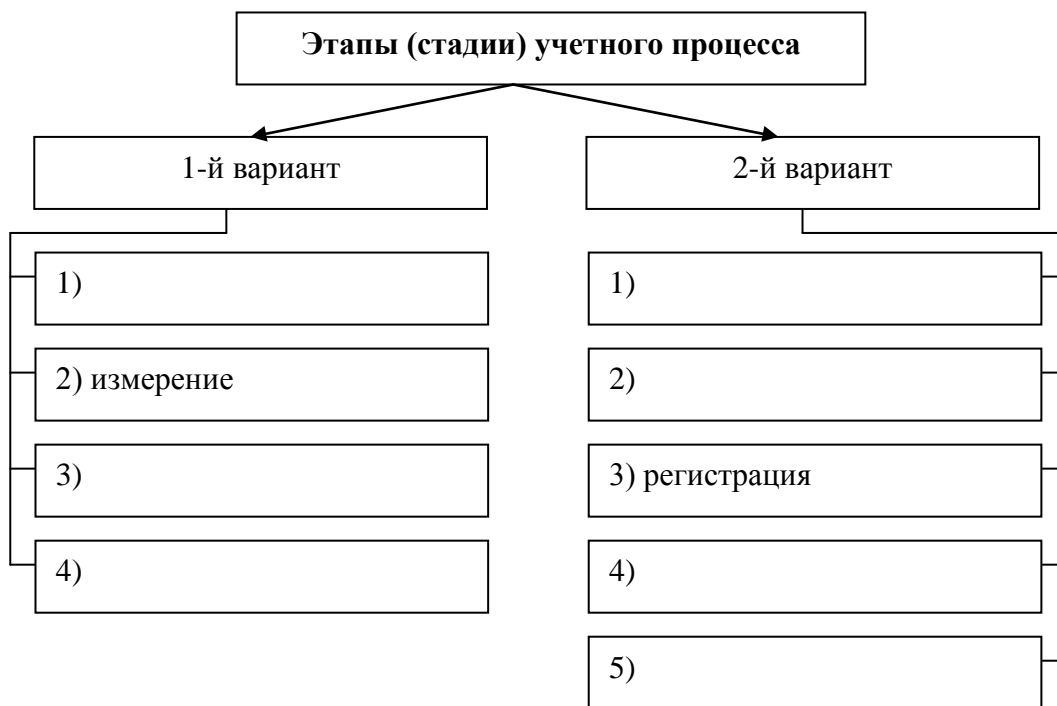 Этапы (стадии) учетного процесса
1-й вариант
2-й вариант
1)
2) измерение
3)
4)
1)
2)
3) регистрация
4)
5)